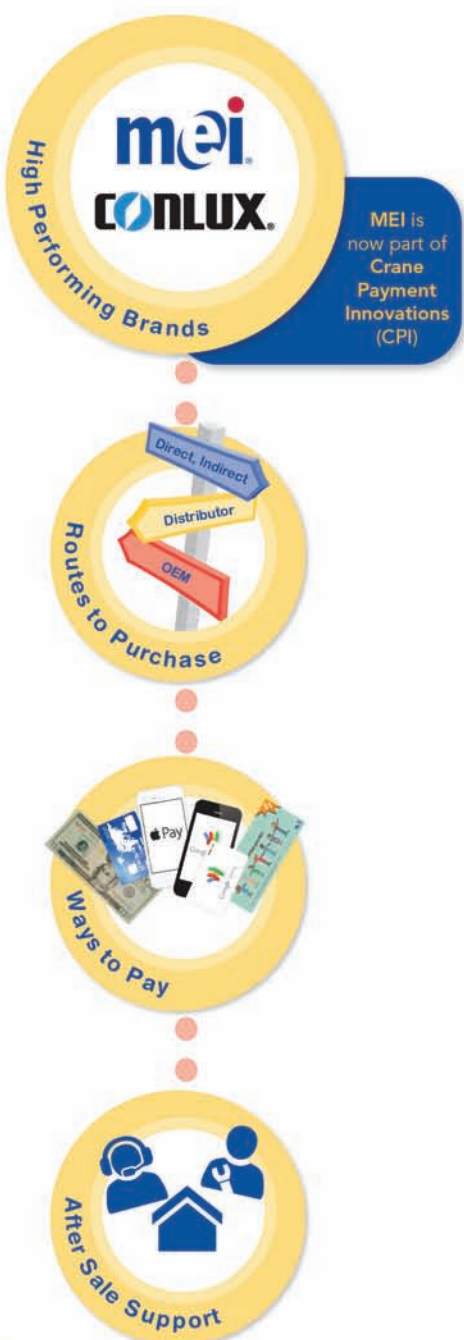 mei®
CONLUX®
High Performing Brands
MEI is
now part of
Crane
Payment
Innovations
(CPI)
Direct, Indirect
Distributor
OEM
Routes to Purchase
Pay
Google
Ways to Pay
After Sale Support